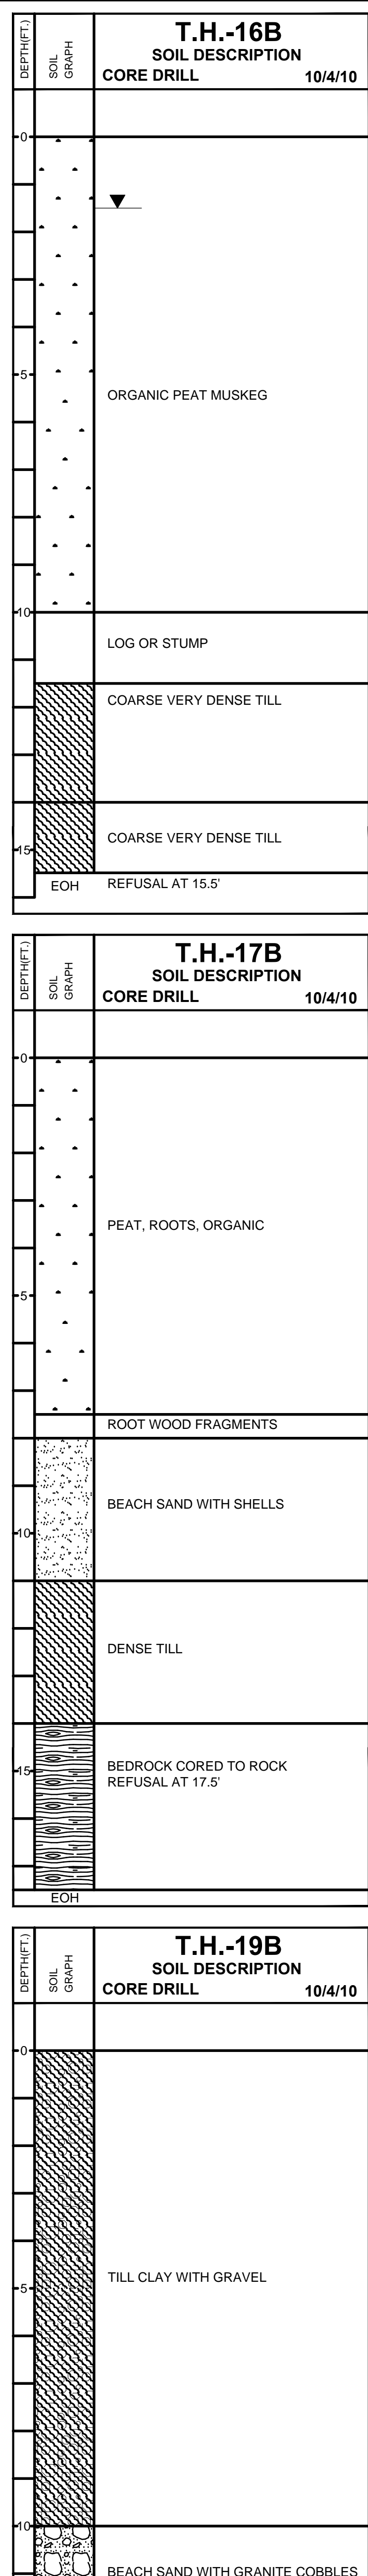 DEPTH(FT.)
SOIL
GRAPH
T.H.-16B
SOIL DESCRIPTION
CORE DRILL 10/4/10
0
5
ORGANIC PEAT MUSKEG
10
LOG OR STUMP
COARSE VERY DENSE TILL
COARSE VERY DENSE TILL
15
EOH REFUSAL AT 15.5'
DEPTH(FT.)
SOIL
GRAPH
T.H.-17B
SOIL DESCRIPTION
CORE DRILL 10/4/10
0
PEAT, ROOTS, ORGANIC
5
ROOT WOOD FRAGMENTS
BEACH SAND WITH SHELLS
10
DENSE TILL
BEDROCK CORED TO ROCK
15
REFUSAL AT 17.5'
EOH
DEPTH(FT.)
SOIL
GRAPH
T.H.-19B
SOIL DESCRIPTION
CORE DRILL 10/4/10
0
TILL CLAY WITH GRAVEL
5
10
BEACH SAND WITH GRANITE COBBLES